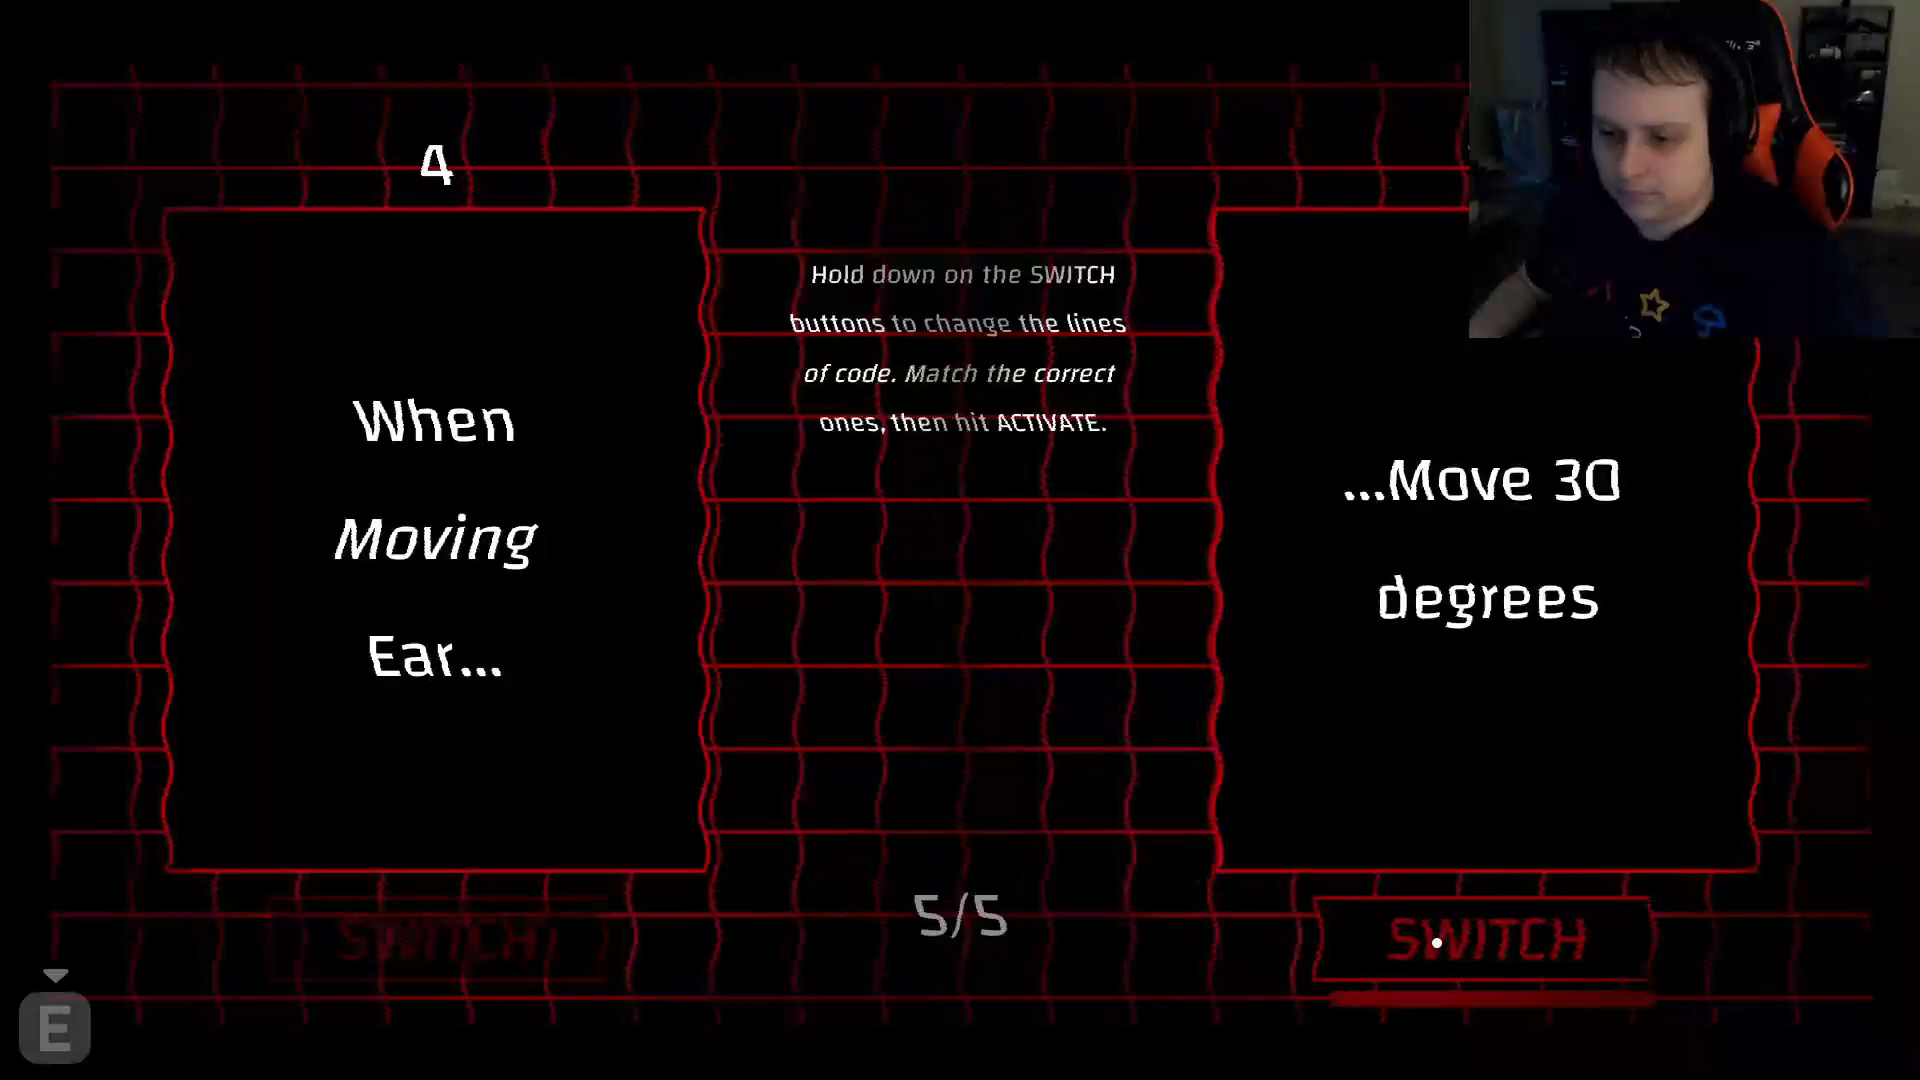 4
When
Moving
Ear...
Hold down on the SWITCH
buttons to change the lines
of code. Match the correct
ones, then hit ACTIVATE.
...Move 30
degrees
SWITCH
5/5
SWITCH
E